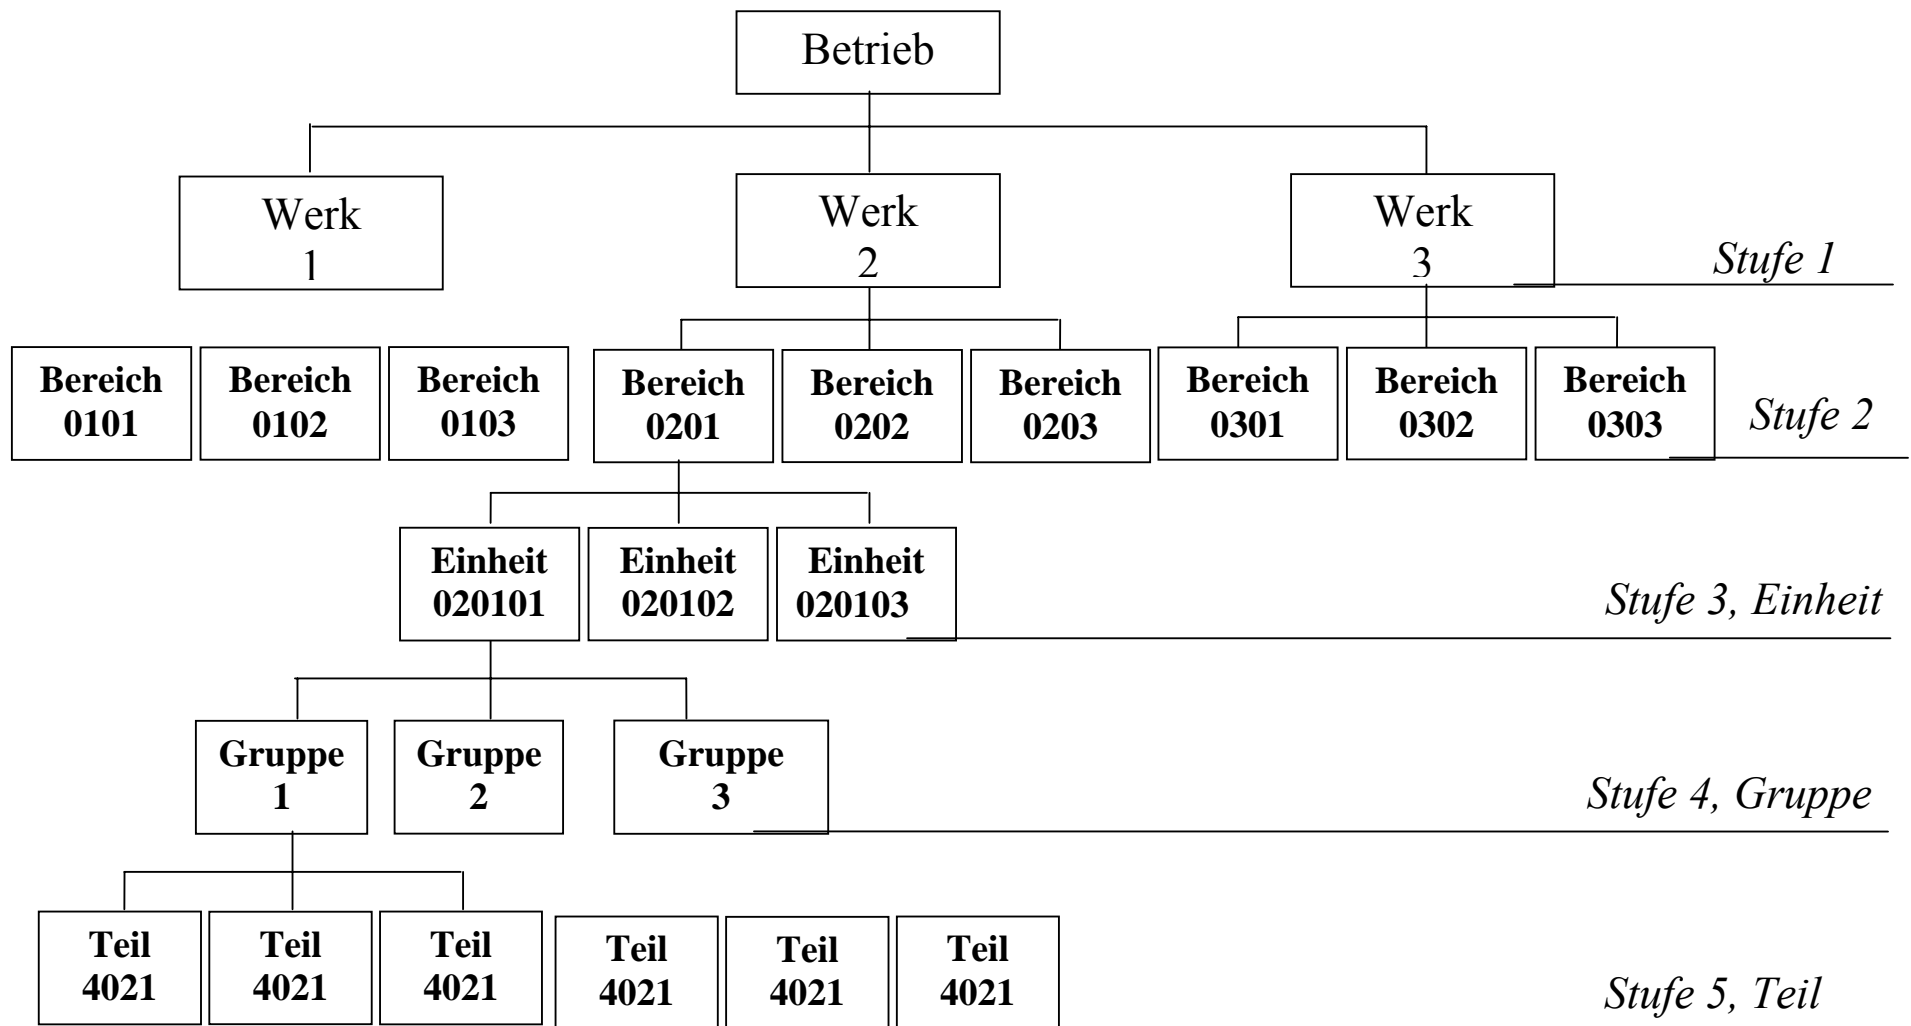 Betrieb
Werk
1
Werk
2
Werk
3
Stufe 1
Bereich
0101
Bereich
0102
Bereich
0103
Bereich
0201
Bereich
0202
Bereich
0203
Bereich
0301
Bereich
0302
Bereich
0303
Stufe 2
Einheit
020101
Einheit
020102
Einheit
020103
Stufe 3, Einheit
Gruppe
1
Gruppe
2
Gruppe
3
Stufe 4, Gruppe
Teil
4021
Teil
4021
Teil
4021
Teil
4021
Teil
4021
Teil
4021
Stufe 5, Teil